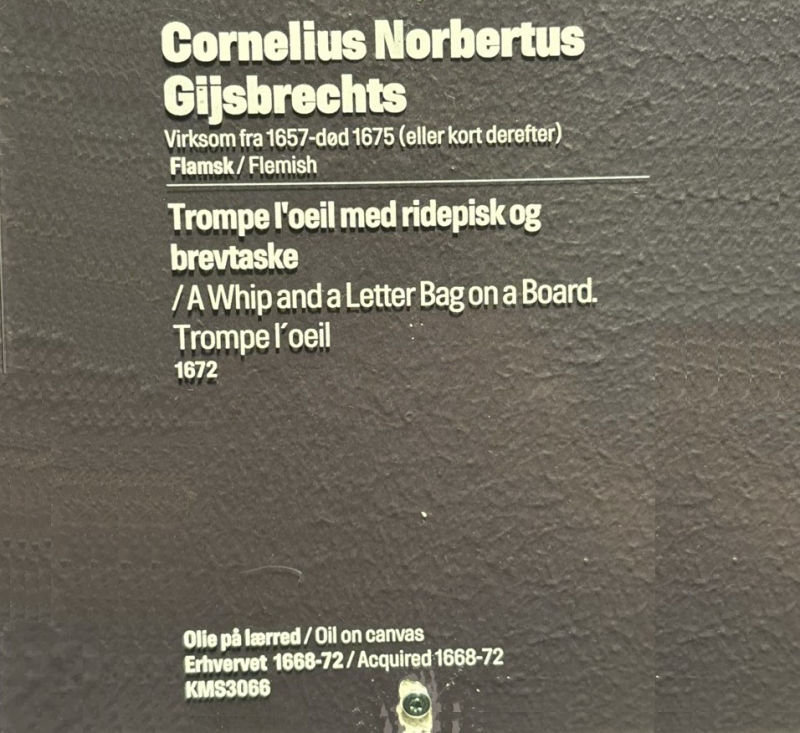 Cornelius Norbertus
Gijsbrechts
Virksom fra 1657-død 1675 (eller kort derefter)
Flamsk / Flemish
Trompe l'oeil med ridepisk og
brevtaske
/ A Whip and a Letter Bag on a Board.
Trompe l´oeil
1672
Olie på lærred / Oil on canvas
Erhvervet 1668-72 / Acquired 1668-72
KMS3066